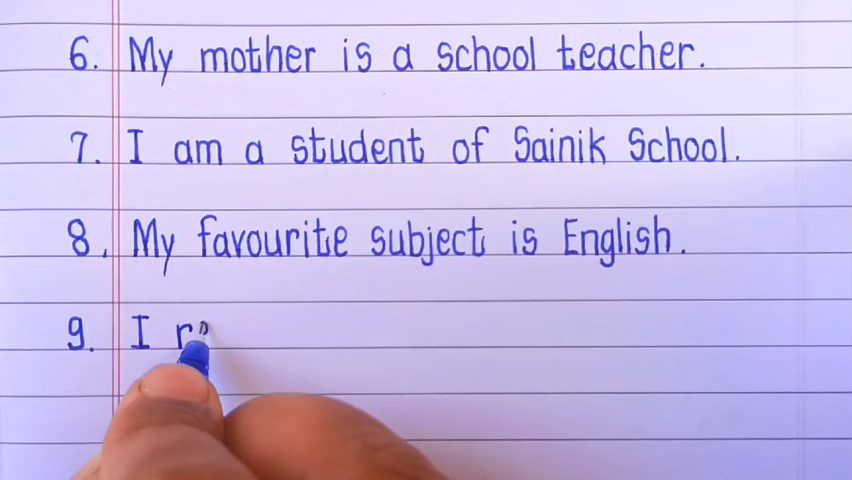 6. My mother is a school teacher.
7. I am a student of Sainik School.
8. My favourite subject is English.
9. I